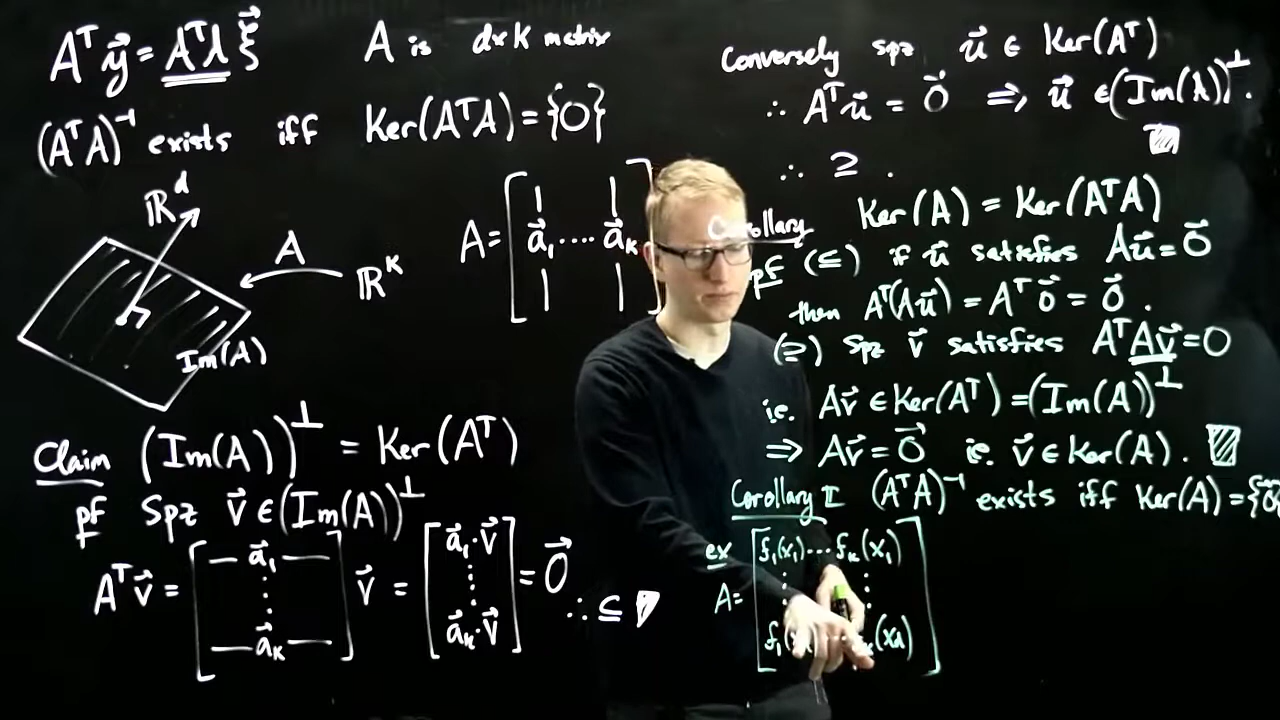 Aᵀy⃗ = Aᵀλ ξ⃗
A is d×k matrix
(AᵀA)⁻¹ exists iff Ker(AᵀA) = {0}
ℝᵈ
A
ℝᴷ
Im(A)
A = [a⃗₁ .... a⃗ₖ]
Claim (Im(A))^⊥ = Ker(Aᵀ)
pf Spz v⃗ ∈ (Im(A))^⊥
Aᵀv⃗ = [— a⃗₁ — ⋮ — a⃗ₖ —] v⃗ = [a⃗₁·v⃗ ⋮ a⃗ₖ·v⃗] = 0⃗
∴ ⊆
Conversely spz u⃗ ∈ Ker(Aᵀ)
∴ Aᵀu⃗ = 0⃗ ⇒ u⃗ ∈ (Im(A))^⊥.
∴ ⊇.
Corollary Ker(A) = Ker(AᵀA)
pf (⊆) if u⃗ satisfies Au⃗ = 0⃗
then Aᵀ(Au⃗) = Aᵀ0⃗ = 0⃗.
(⊇) Spz v⃗ satisfies AᵀAv⃗ = 0
i.e. Av⃗ ∈ Ker(Aᵀ) = (Im(A))^⊥
⇒ Av⃗ = 0⃗ i.e. v⃗ ∈ Ker(A).
Corollary II (AᵀA)⁻¹ exists iff Ker(A) = {0
ex
A = [f₁(x₁) ... fₖ(x₁)
⋮ ⋮
f₁( ... (x_d)]